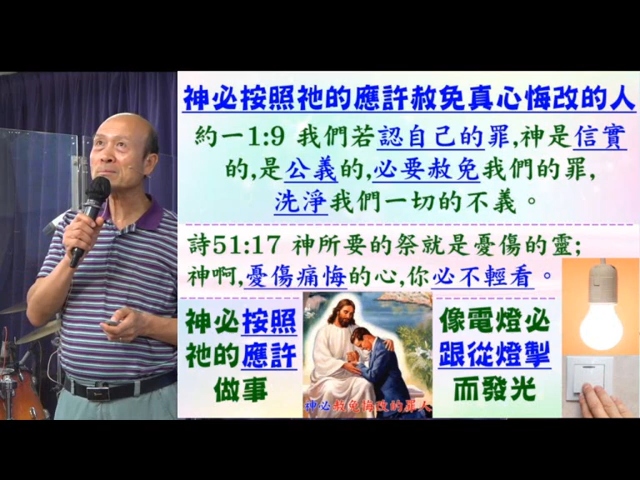 神必按照祂的應許赦免真心悔改的人
約一1:9 我們若認自己的罪,神是信實
的,是公義的,必要赦免我們的罪,
洗淨我們一切的不義。
詩51:17 神所要的祭就是憂傷的靈;
神啊,憂傷痛悔的心,你必不輕看。
神必按照
祂的應許
做事
神必赦免悔改的罪人
像電燈必
跟從燈掣
而發光